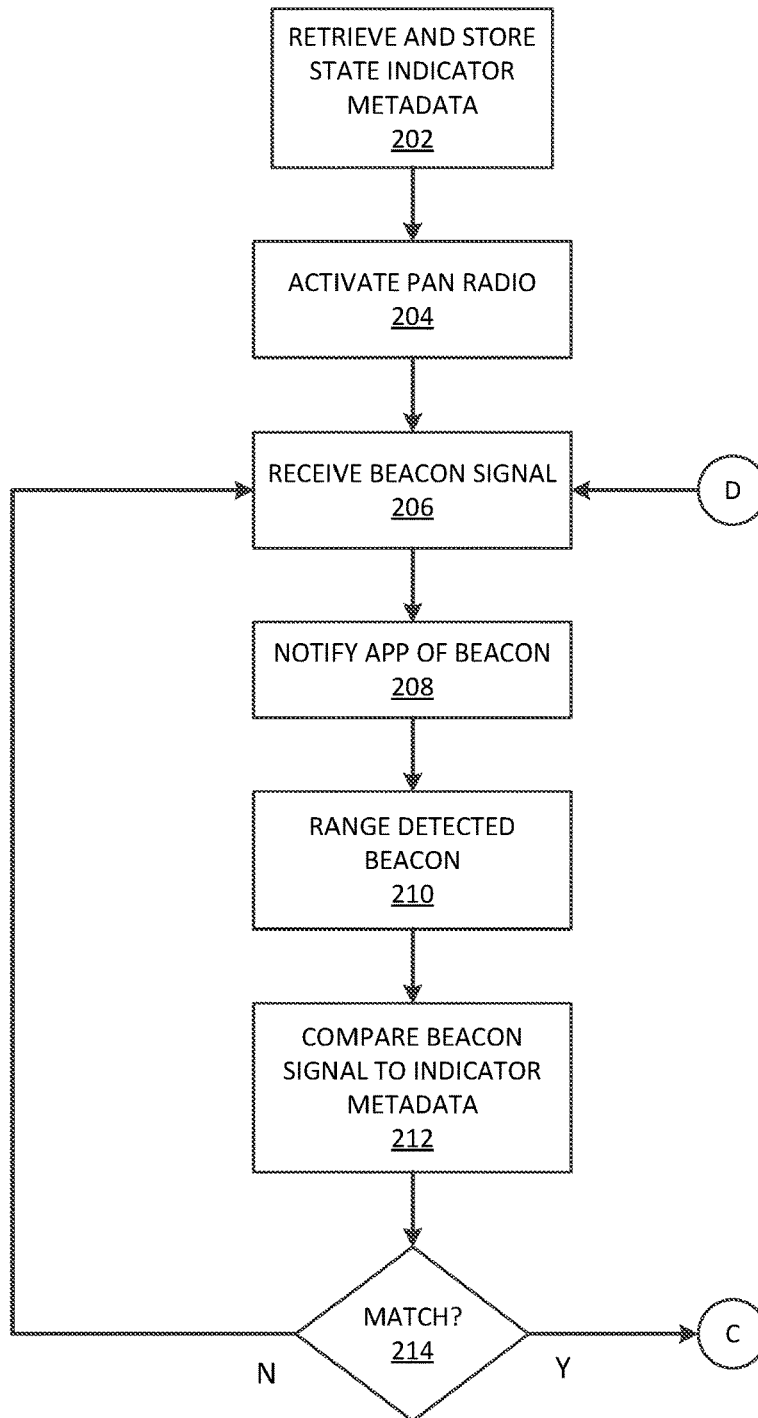 RETRIEVE AND STORE
STATE INDICATOR
METADATA
202
ACTIVATE PAN RADIO
204
RECEIVE BEACON SIGNAL
206
D
NOTIFY APP OF BEACON
208
RANGE DETECTED
BEACON
210
COMPARE BEACON
SIGNAL TO INDICATOR
METADATA
212
MATCH?
214
C
N
Y